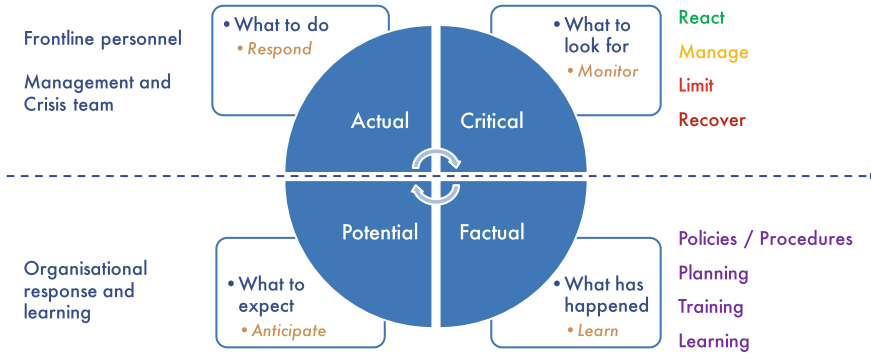 Frontline personnel
Management and
Crisis team
• What to do
• Respond
• What to
look for
• Monitor
React
Manage
Limit
Recover
Actual
Critical
Potential
Factual
Organisational
response and
learning
• What to
expect
• Anticipate
• What has
happened
• Learn
Policies / Procedures
Planning
Training
Learning